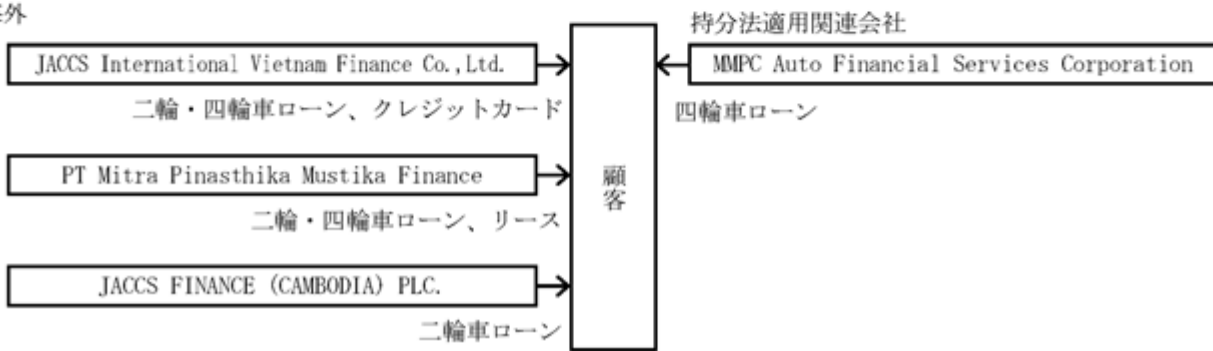 海外
持分法適用関連会社
JACCS International Vietnam Finance Co.,Ltd.
MMPC Auto Financial Services Corporation
二輪・四輪車ローン、クレジットカード
四輪車ローン
顧客
PT Mitra Pinasthika Mustika Finance
二輪・四輪車ローン、リース
JACCS FINANCE (CAMBODIA) PLC.
二輪車ローン